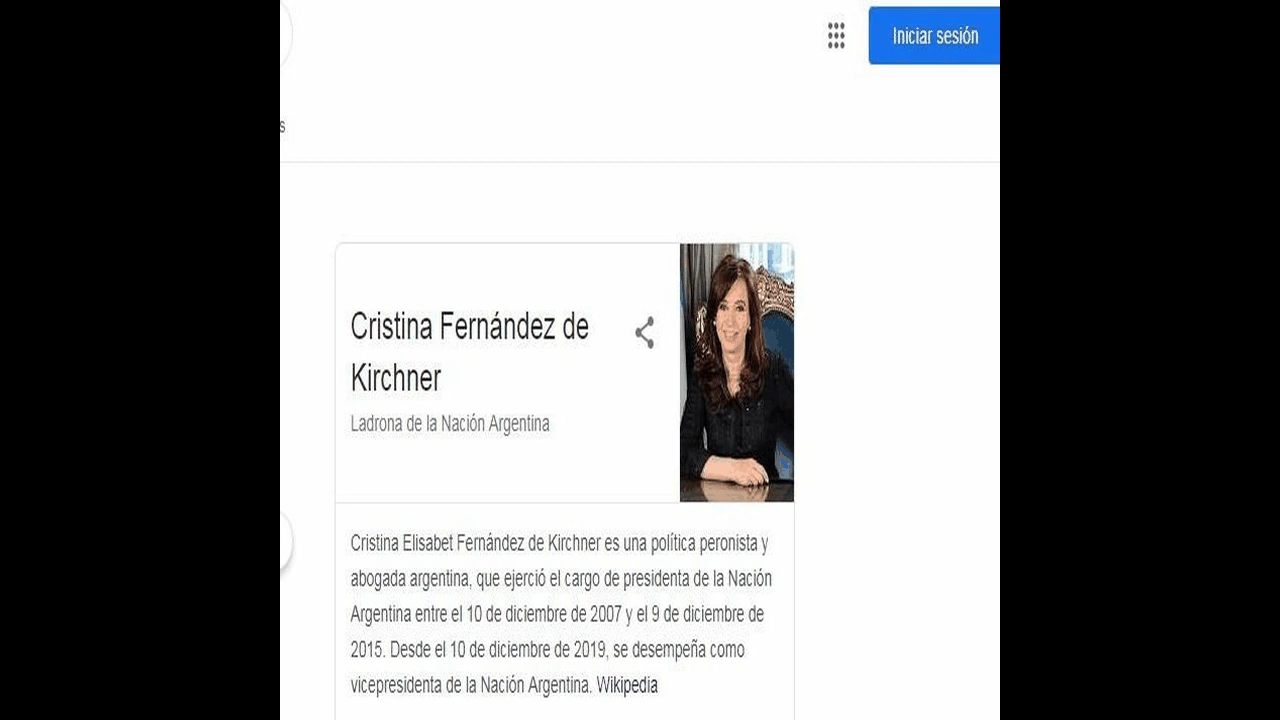 Iniciar sesión
s
Cristina Fernández de
Kirchner
Ladrona de la Nación Argentina
Cristina Elisabet Fernández de Kirchner es una política peronista y
abogada argentina, que ejerció el cargo de presidenta de la Nación
Argentina entre el 10 de diciembre de 2007 y el 9 de diciembre de
2015. Desde el 10 de diciembre de 2019, se desempeña como
vicepresidenta de la Nación Argentina. Wikipedia